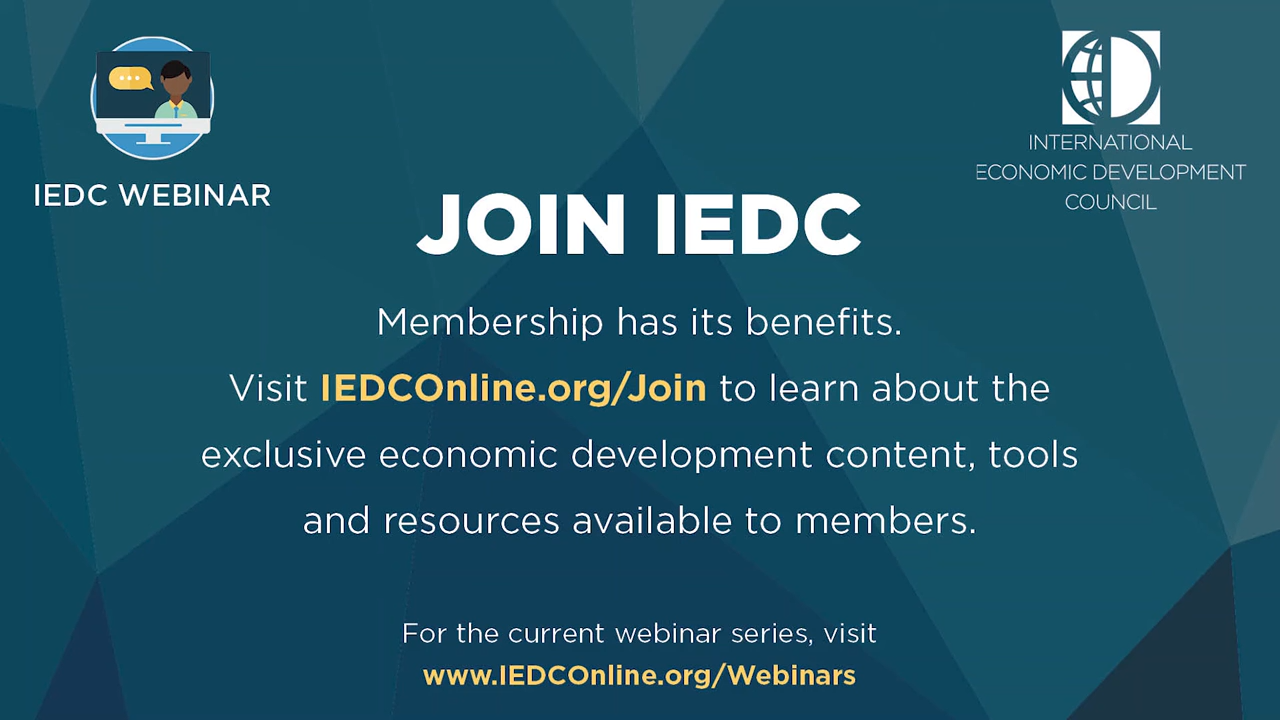 IEDC WEBINAR
INTERNATIONAL
ECONOMIC DEVELOPMENT
COUNCIL
JOIN IEDC
Membership has its benefits.
Visit IEDCOnline.org/Join to learn about the
exclusive economic development content, tools
and resources available to members.
For the current webinar series, visit
www.IEDCOnline.org/Webinars